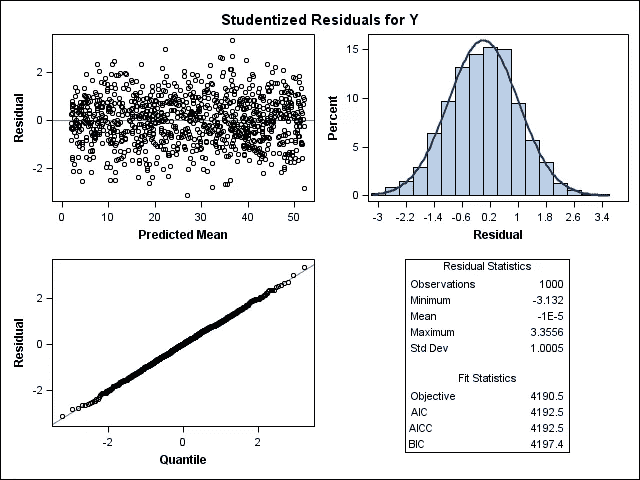 Studentized Residuals for Y
Residual
2
0
-2
0 10 20 30 40 50
Predicted Mean
Percent
15
10
5
0
-3 -2.2 -1.4 -0.6 0.2 1 1.8 2.6 3.4
Residual
Residual
2
0
-2
-2 0 2
Quantile
Residual Statistics
Observations 1000
Minimum -3.132
Mean -1E-5
Maximum 3.3556
Std Dev 1.0005
Fit Statistics
Objective 4190.5
AIC 4192.5
AICC 4192.5
BIC 4197.4